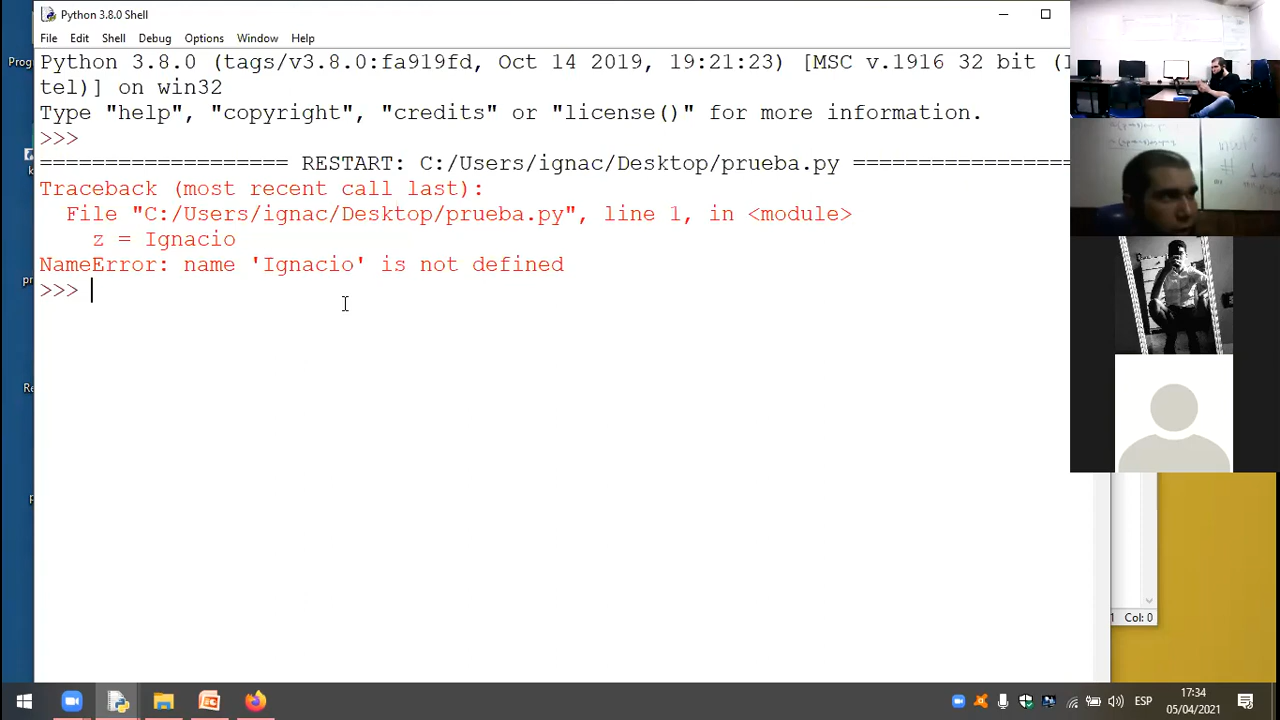 Python 3.8.0 Shell
File Edit Shell Debug Options Window Help
Python 3.8.0 (tags/v3.8.0:fa919fd, Oct 14 2019, 19:21:23) [MSC v.1916 32 bit (I
tel)] on win32
Type "help", "copyright", "credits" or "license()" for more information.
>>>
=================== RESTART: C:/Users/ignac/Desktop/prueba.py =================
Traceback (most recent call last):
File "C:/Users/ignac/Desktop/prueba.py", line 1, in <module>
z = Ignacio
NameError: name 'Ignacio' is not defined
>>>
Prog
Re
1 Col: 0
ESP
17:34
05/04/2021